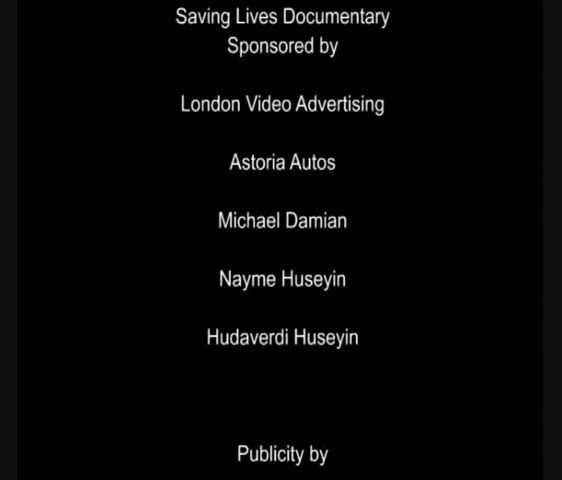 Saving Lives Documentary
Sponsored by
London Video Advertising
Astoria Autos
Michael Damian
Nayme Huseyin
Hudaverdi Huseyin
Publicity by